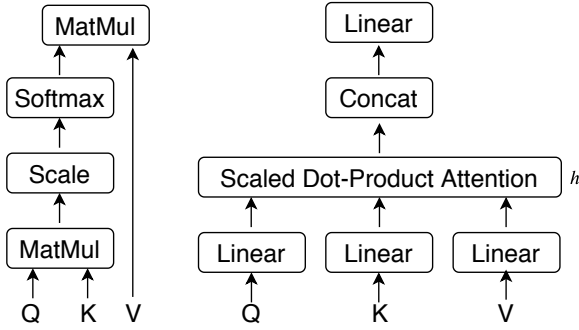 MatMul
Softmax
Scale
MatMul
Q K V
Linear
Concat
Scaled Dot-Product Attention h
Linear Linear Linear
Q K V